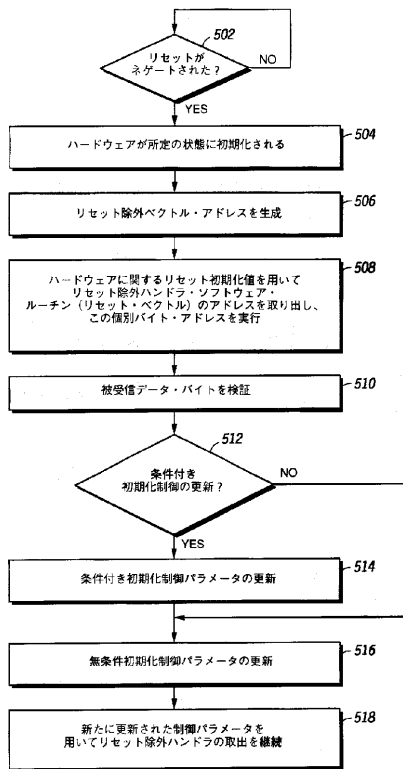 502
リセットが
ネゲートされた?
NO
YES
504
ハードウェアが所定の状態に初期化される
506
リセット除外ベクトル・アドレスを生成
508
ハードウェアに関するリセット初期化値を用いて
リセット除外ハンドラ・ソフトウェア・
ルーチン(リセット・ベクトル)のアドレスを取り出し、
この個別バイト・アドレスを実行
510
被受信データ・バイトを検証
512
条件付き
初期化制御の更新?
NO
YES
514
条件付き初期化制御パラメータの更新
516
無条件初期化制御パラメータの更新
518
新たに更新された制御パラメータを
用いてリセット除外ハンドラの取出を継続